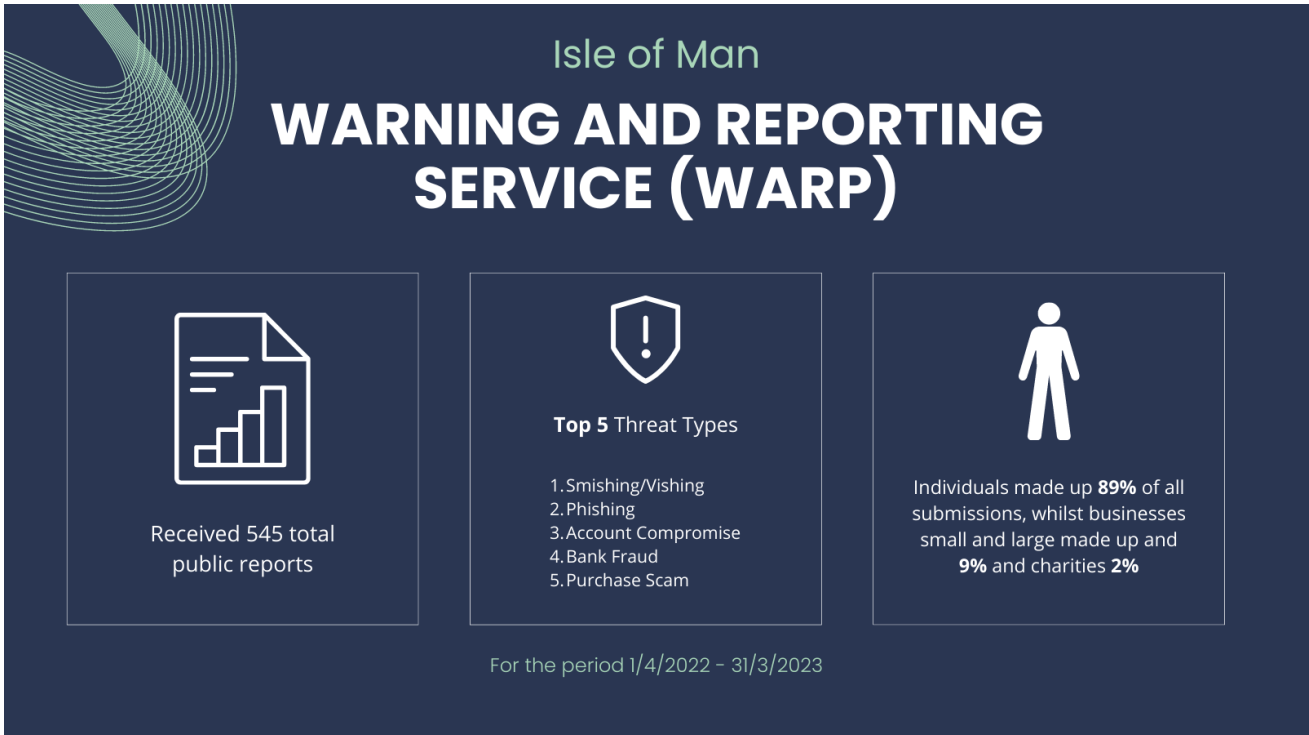 Isle of Man
WARNING AND REPORTING
SERVICE (WARP)
Received 545 total
public reports
Top 5 Threat Types
1. Smishing/Vishing
2. Phishing
3. Account Compromise
4. Bank Fraud
5. Purchase Scam
Individuals made up 89% of all
submissions, whilst businesses
small and large made up and
9% and charities 2%
For the period 1/4/2022 - 31/3/2023